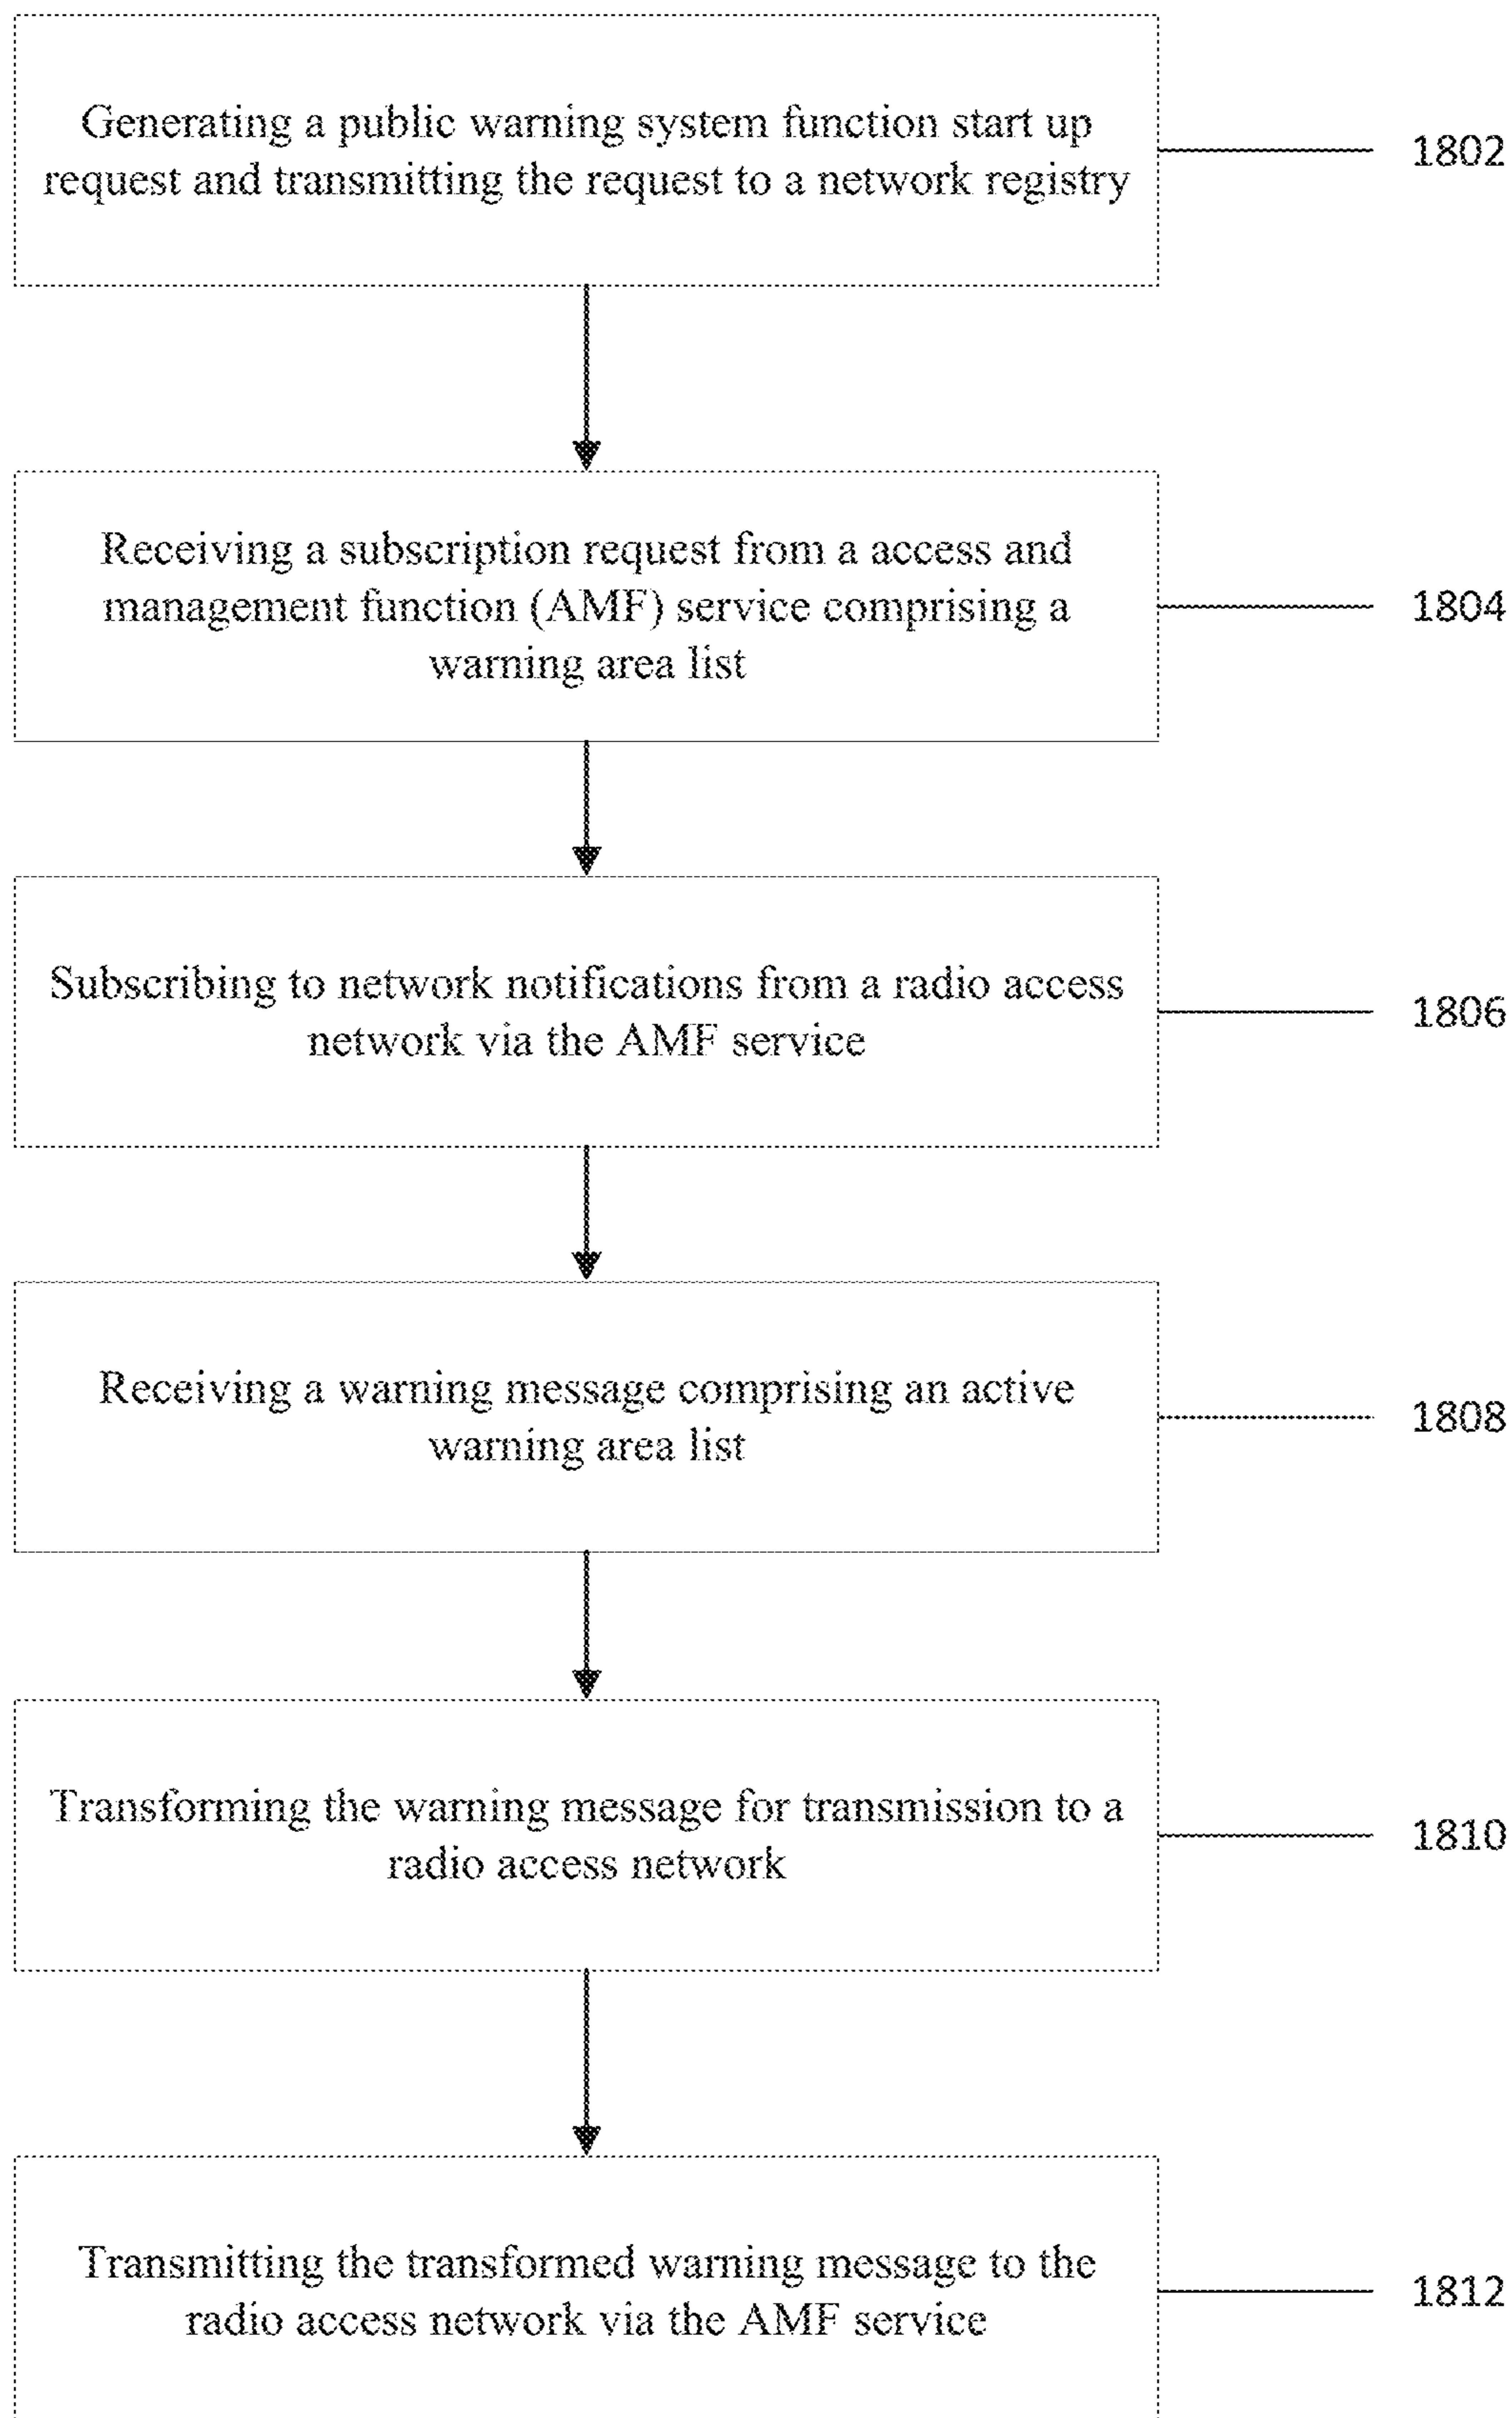 Generating a public warning system function start up
request and transmitting the request to a network registry
1802
Receiving a subscription request from a access and
management function (AMF) service comprising a
warning area list
1804
Subscribing to network notifications from a radio access
network via the AMF service
1806
Receiving a warning message comprising an active
warning area list
1808
Transforming the warning message for transmission to a
radio access network
1810
Transmitting the transformed warning message to the
radio access network via the AMF service
1812